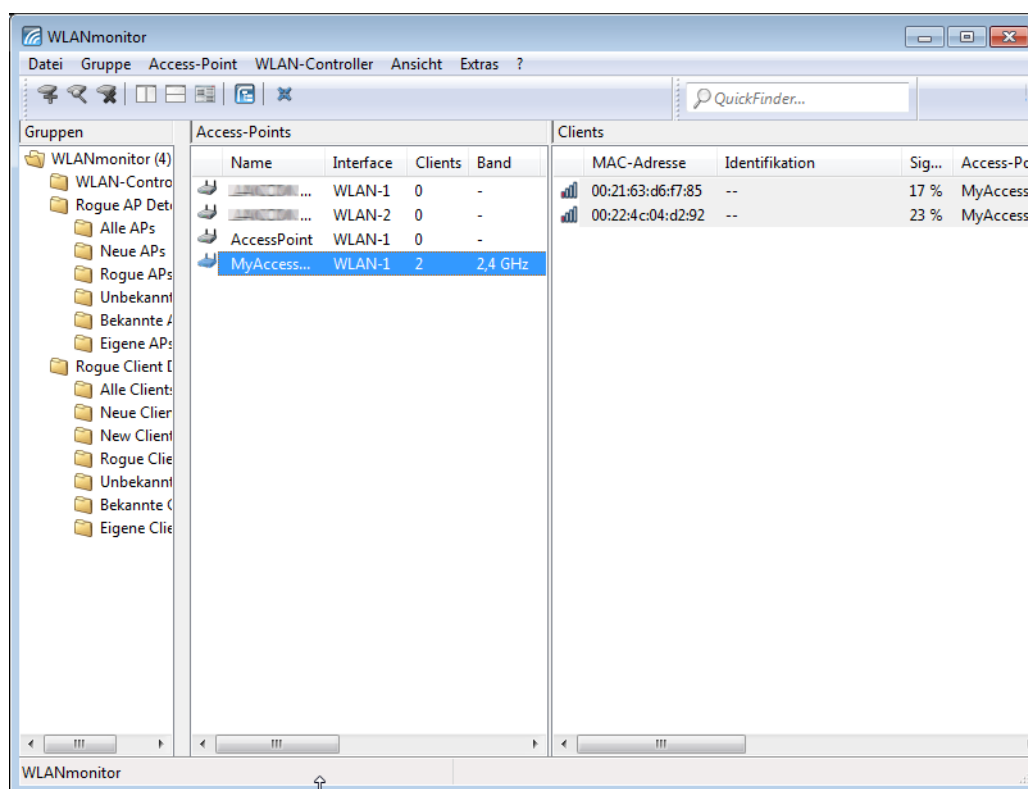 WLANmonitor
Datei Gruppe Access-Point WLAN-Controller Ansicht Extras ?
QuickFinder...
Gruppen
WLANmonitor (4)
WLAN-Contro
Rogue AP Det
Alle APs
Neue APs
Rogue APs
Unbekannt
Bekannte A
Eigene APs
Rogue Client D
Alle Clients
Neue Clien
New Client
Rogue Clie
Unbekannt
Bekannte C
Eigene Clie
Access-Points
Name Interface Clients Band
... WLAN-1 0 -
... WLAN-2 0 -
AccessPoint WLAN-1 0 -
MyAccess... WLAN-1 2 2,4 GHz
Clients
MAC-Adresse Identifikation Sig... Access-Po
00:21:63:d6:f7:85 -- 17 % MyAccess
00:22:4c:04:d2:92 -- 23 % MyAccess
WLANmonitor